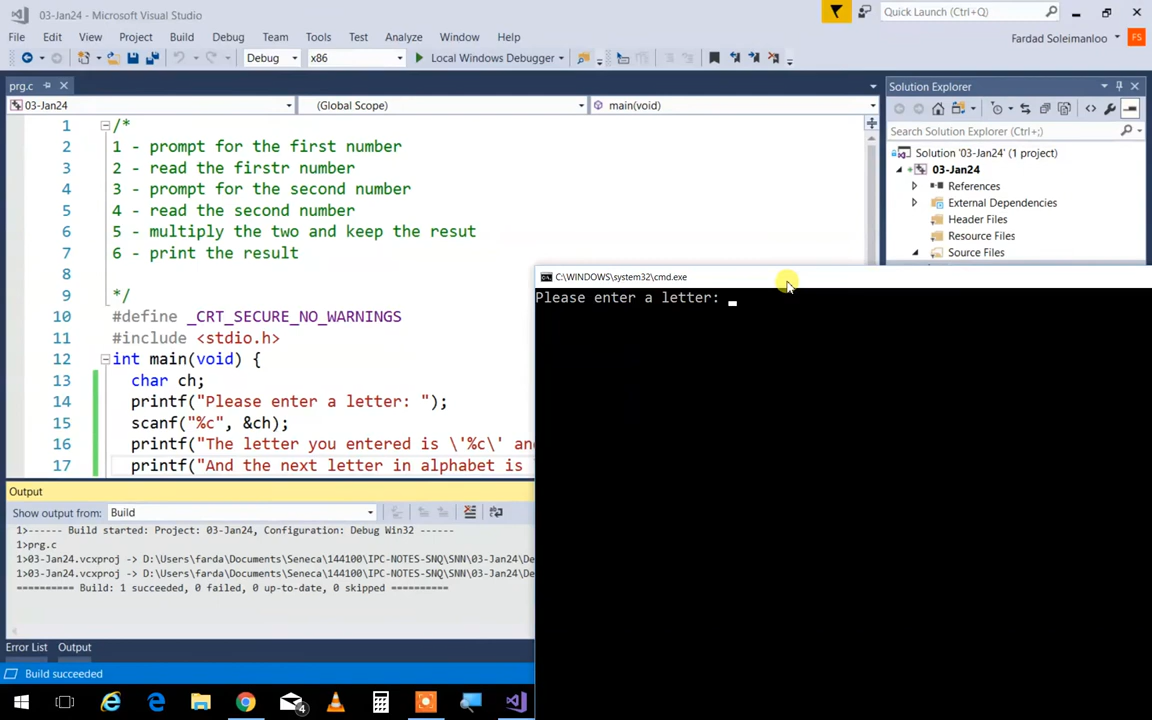 03-Jan24 - Microsoft Visual Studio
Quick Launch (Ctrl+Q)
File Edit View Project Build Debug Team Tools Test Analyze Window Help
Fardad Soleimanloo
FS
Debug x86 Local Windows Debugger
prg.c
03-Jan24 (Global Scope) main(void)
1 /*
2 1 - prompt for the first number
3 2 - read the firstr number
4 3 - prompt for the second number
5 4 - read the second number
6 5 - multiply the two and keep the resut
7 6 - print the result
8
9 */
10 #define _CRT_SECURE_NO_WARNINGS
11 #include <stdio.h>
12 int main(void) {
13 char ch;
14 printf("Please enter a letter: ");
15 scanf("%c", &ch);
16 printf("The letter you entered is \'%c\' an
17 printf("And the next letter in alphabet is
Solution Explorer
Search Solution Explorer (Ctrl+;)
Solution '03-Jan24' (1 project)
03-Jan24
References
External Dependencies
Header Files
Resource Files
Source Files
C:\WINDOWS\system32\cmd.exe
Please enter a letter: _
Output
Show output from: Build
1>------ Build started: Project: 03-Jan24, Configuration: Debug Win32 ------
1>prg.c
1>03-Jan24.vcxproj -> D:\Users\farda\Documents\Seneca\144100\IPC-NOTES-SNQ\SNN\03-Jan24\De
1>03-Jan24.vcxproj -> D:\Users\farda\Documents\Seneca\144100\IPC-NOTES-SNQ\SNN\03-Jan24\De
========== Build: 1 succeeded, 0 failed, 0 up-to-date, 0 skipped ==========
Error List Output
Build succeeded
4